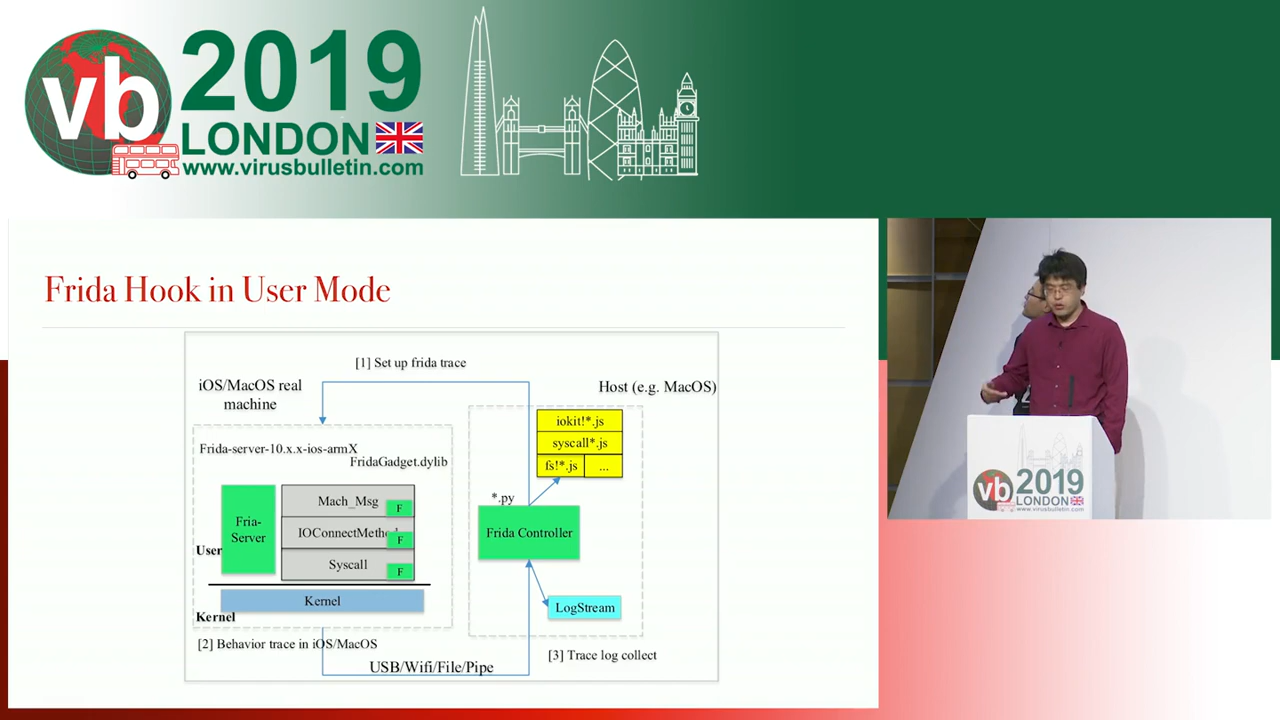 vb
2019
LONDON
www.virusbulletin.com
Frida Hook in User Mode
[1] Set up frida trace
iOS/MacOS real
machine
Host (e.g. MacOS)
Frida-server-10.x.x-ios-armX
FridaGadget.dylib
iokit!*.js
syscall*.js
fs!*.js
...
*.py
Fria-
Server
Mach_Msg
F
IOConnectMetho
F
Syscall
F
User
Frida Controller
Kernel
Kernel
LogStream
[2] Behavior trace in iOS/MacOS
USB/Wifi/File/Pipe
[3] Trace log collect
vb
2019
LONDON